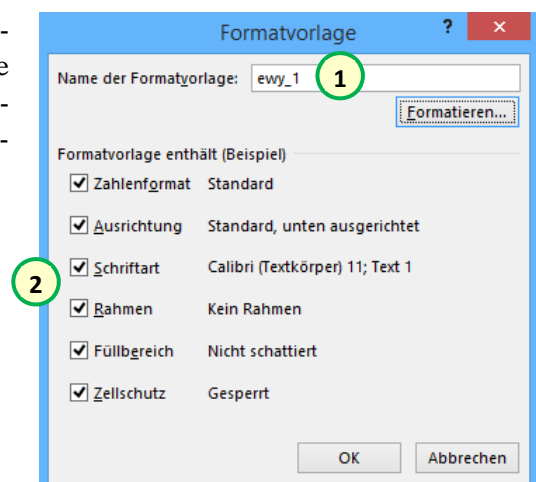 Formatvorlage ? ×
-
e
-
-
Name der Formatvorlage: ewy_1 1
Formatieren...
Formatvorlage enthält (Beispiel)
Zahlenformat Standard
Ausrichtung Standard, unten ausgerichtet
2 Schriftart Calibri (Textkörper) 11; Text 1
Rahmen Kein Rahmen
Füllbereich Nicht schattiert
Zellschutz Gesperrt
OK Abbrechen